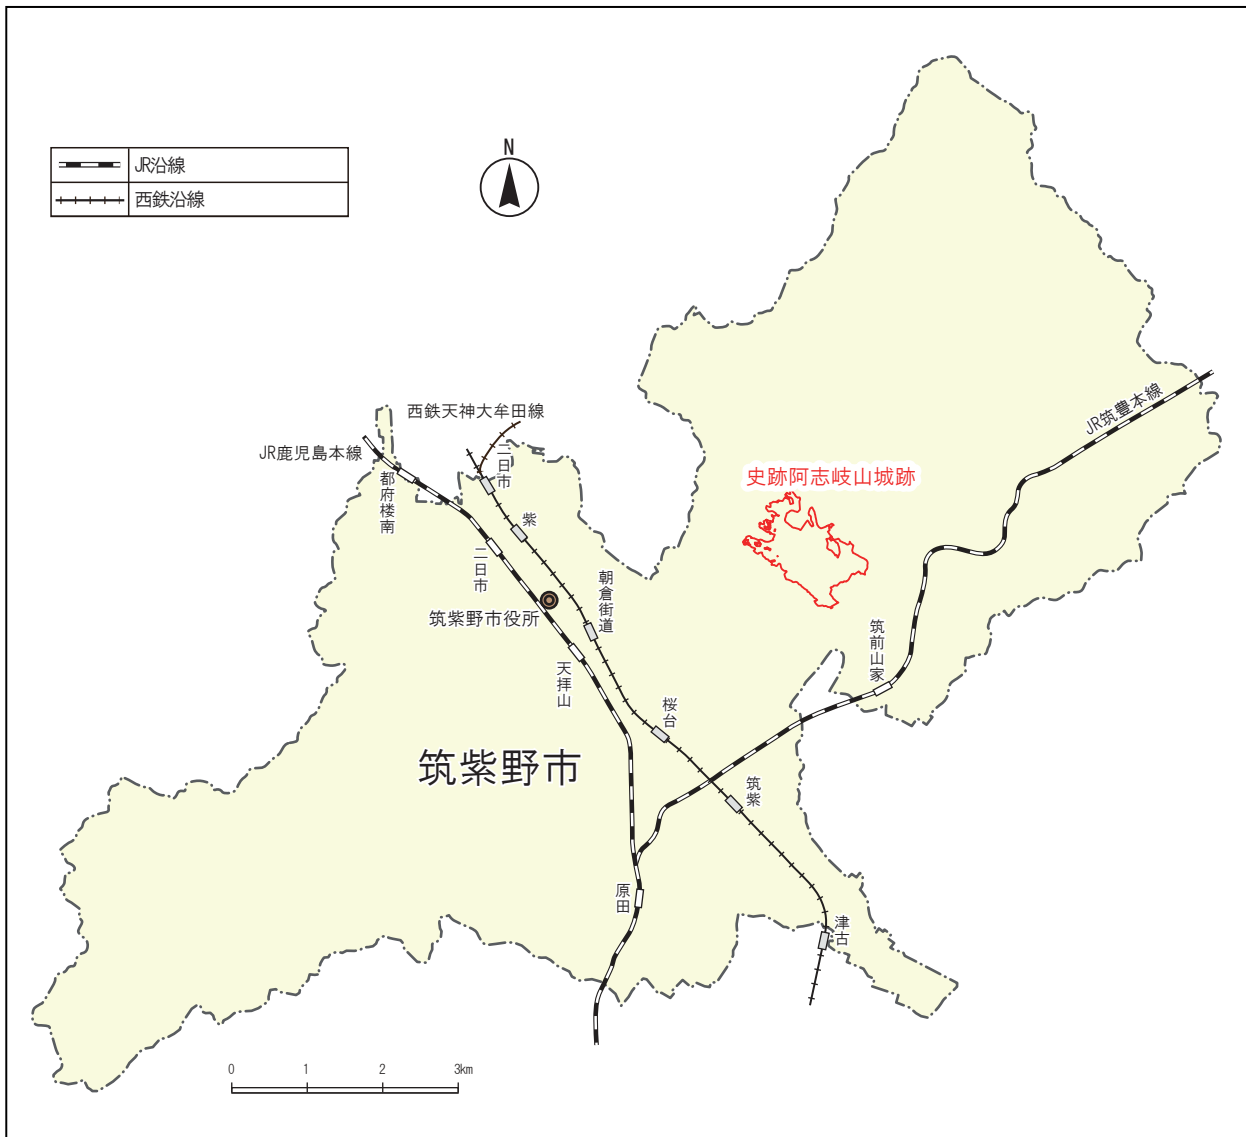 N
JR沿線
西鉄沿線
西鉄天神大牟田線
JR鹿児島本線
二日市
都府楼南
紫
二日市
朝倉街道
筑紫野市役所
天拝山
JR筑豊本線
史跡阿志岐山城跡
筑前山家
桜台
筑紫野市
筑紫
原田
津古
0
1
2
3km